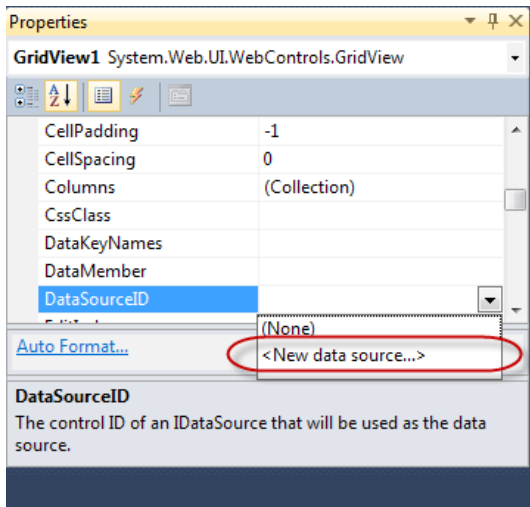 Properties
GridView1 System.Web.UI.WebControls.GridView
CellPadding -1
CellSpacing 0
Columns (Collection)
CssClass
DataKeyNames
DataMember
DataSourceID
(None)
<New data source...>
Auto Format...
DataSourceID
The control ID of an IDataSource that will be used as the data
source.